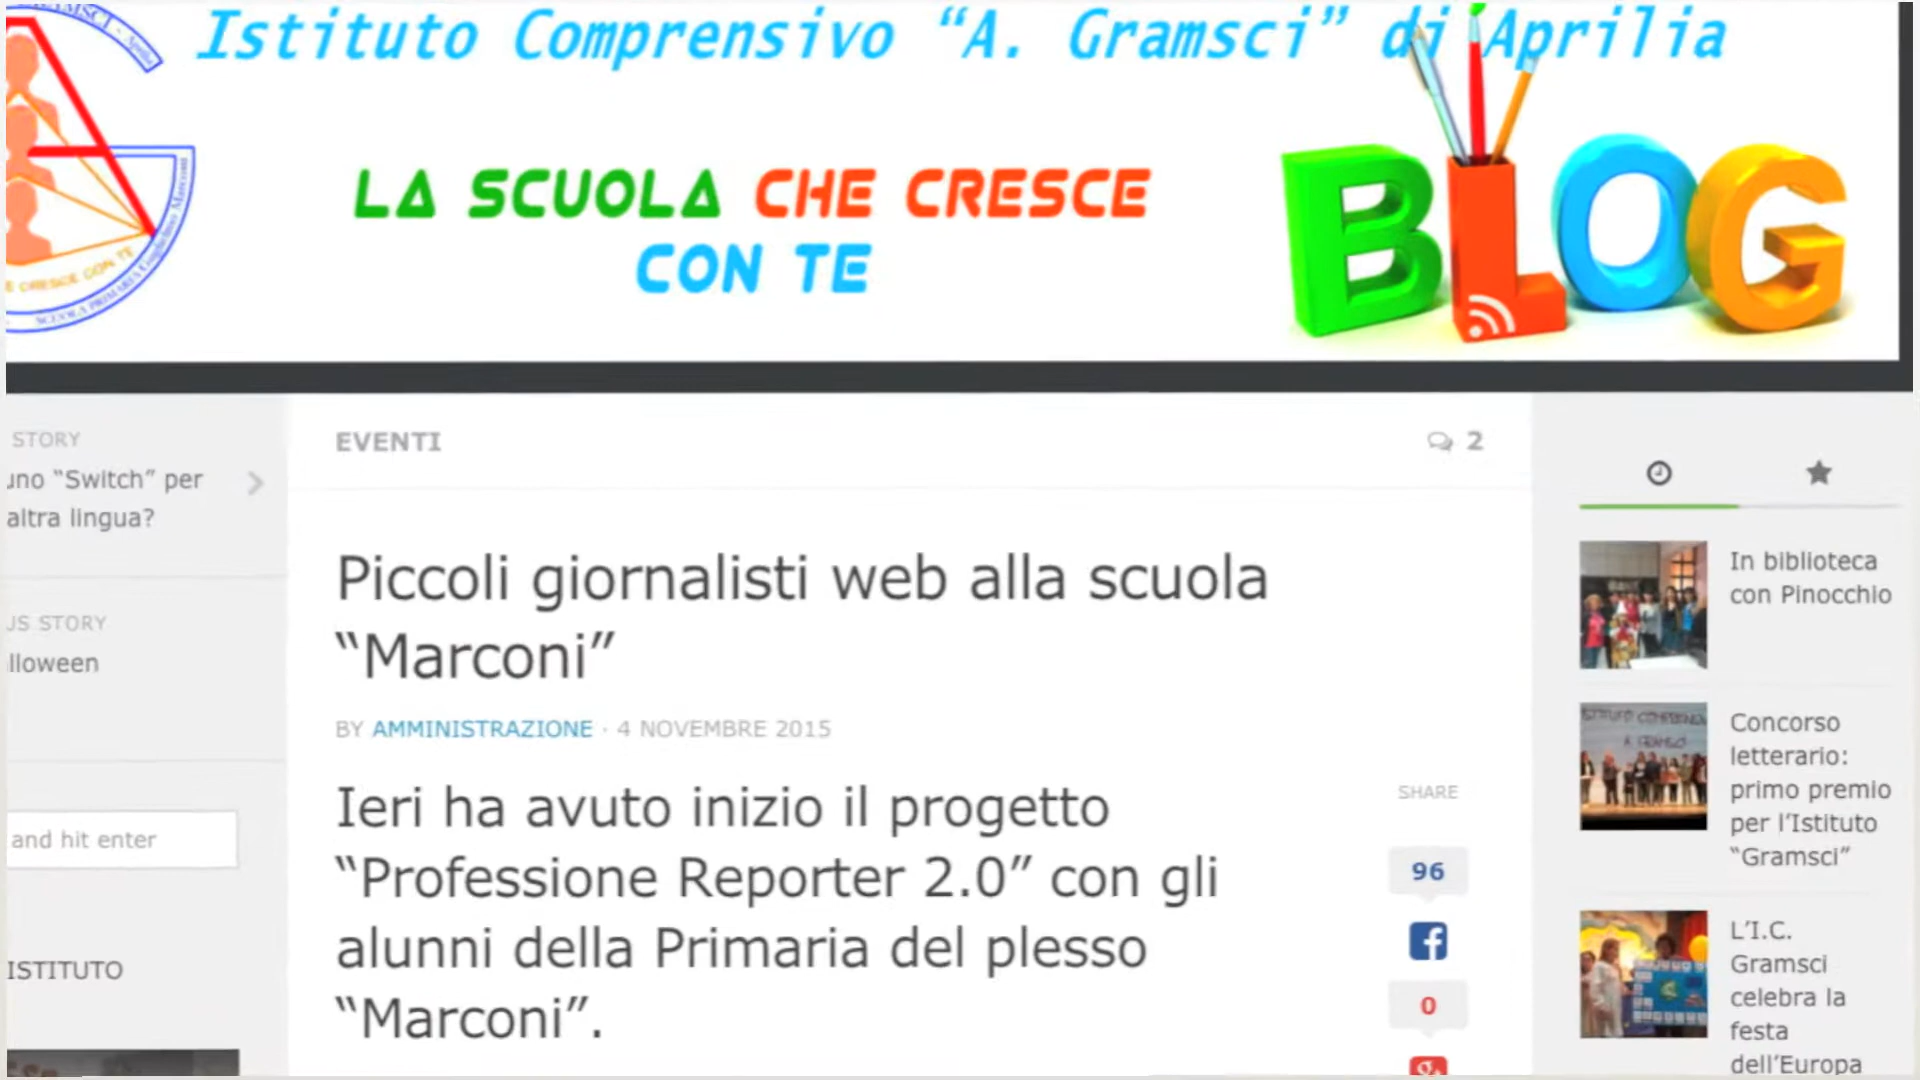 Istituto Comprensivo “A. Gramsci” di Aprilia
LA SCUOLA CHE CRESCE
CON TE
BLOG
CRESCE CON TE
STORY
uno “Switch” per
altra lingua?
US STORY
lloween
and hit enter
ISTITUTO
EVENTI
2
Piccoli giornalisti web alla scuola
“Marconi”
BY AMMINISTRAZIONE · 4 NOVEMBRE 2015
Ieri ha avuto inizio il progetto
“Professione Reporter 2.0” con gli
alunni della Primaria del plesso
“Marconi”.
SHARE
96
0
In biblioteca
con Pinocchio
Concorso
letterario:
primo premio
per l’Istituto
“Gramsci”
L’I.C.
Gramsci
celebra la
festa
dell’Europa